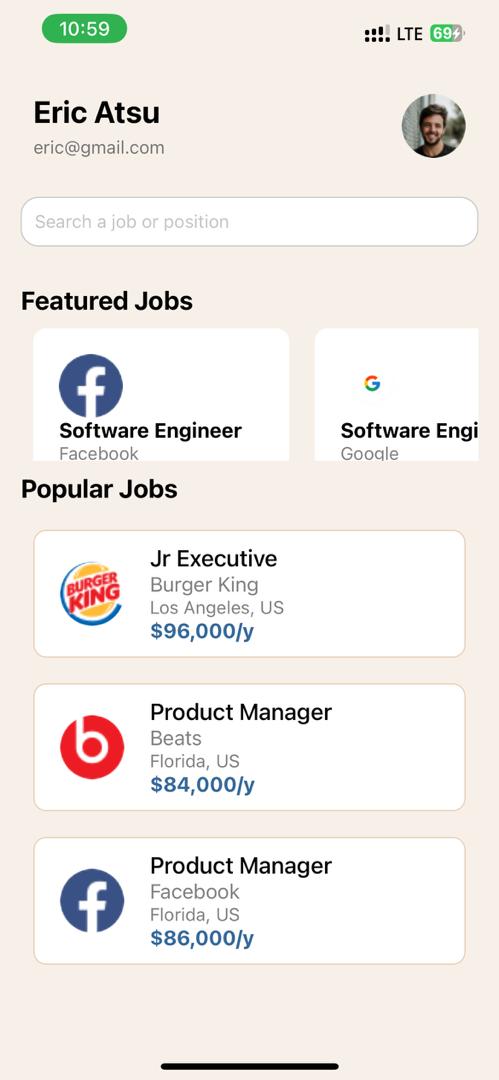 10:59
LTE 69
Eric Atsu
eric@gmail.com
Search a job or position
Featured Jobs
Software Engineer
Facebook
Software Engi
Google
Popular Jobs
BURGER
KING
Jr Executive
Burger King
Los Angeles, US
$96,000/y
Product Manager
Beats
Florida, US
$84,000/y
Product Manager
Facebook
Florida, US
$86,000/y